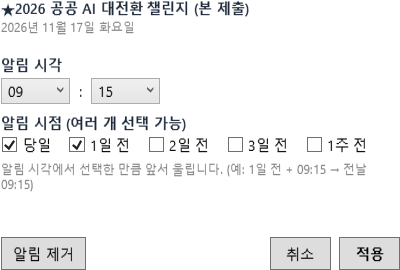 ★2026 공공 AI 대전환 챌린지 (본 제출)
2026년 11월 17일 화요일
알림 시각
09 : 15
알림 시점 (여러 개 선택 가능)
당일 1일 전 2일 전 3일 전 1주 전
알림 시각에서 선택한 만큼 앞서 울립니다. (예: 1일 전 + 09:15 → 전날
09:15)
알림 제거 취소 적용